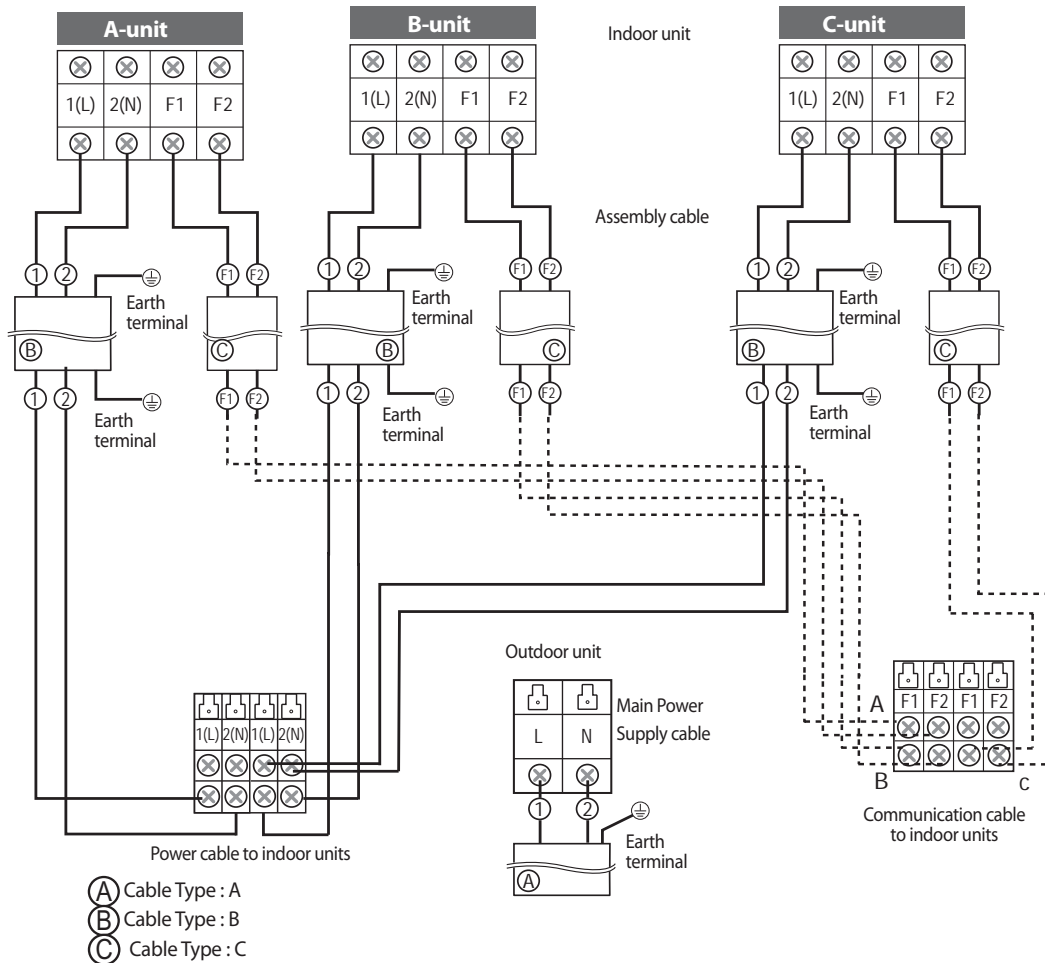 A-unit
B-unit
Indoor unit
C-unit
1(L) 2(N) F1 F2
1(L) 2(N) F1 F2
1(L) 2(N) F1 F2
Assembly cable
1 2 F1 F2
1 2 F1 F2
1 2 F1 F2
Earth
terminal
Earth
terminal
Earth
terminal
B C
B C
B C
1 2 F1 F2
1 2 F1 F2
1 2 F1 F2
Earth
terminal
Earth
terminal
Earth
terminal
Outdoor unit
1(L) 2(N) 1(L) 2(N)
L N
Main Power
Supply cable
A
F1 F2 F1 F2
B
C
1 2
Earth
terminal
A
Communication cable
to indoor units
Power cable to indoor units
A Cable Type : A
B Cable Type : B
C Cable Type : C